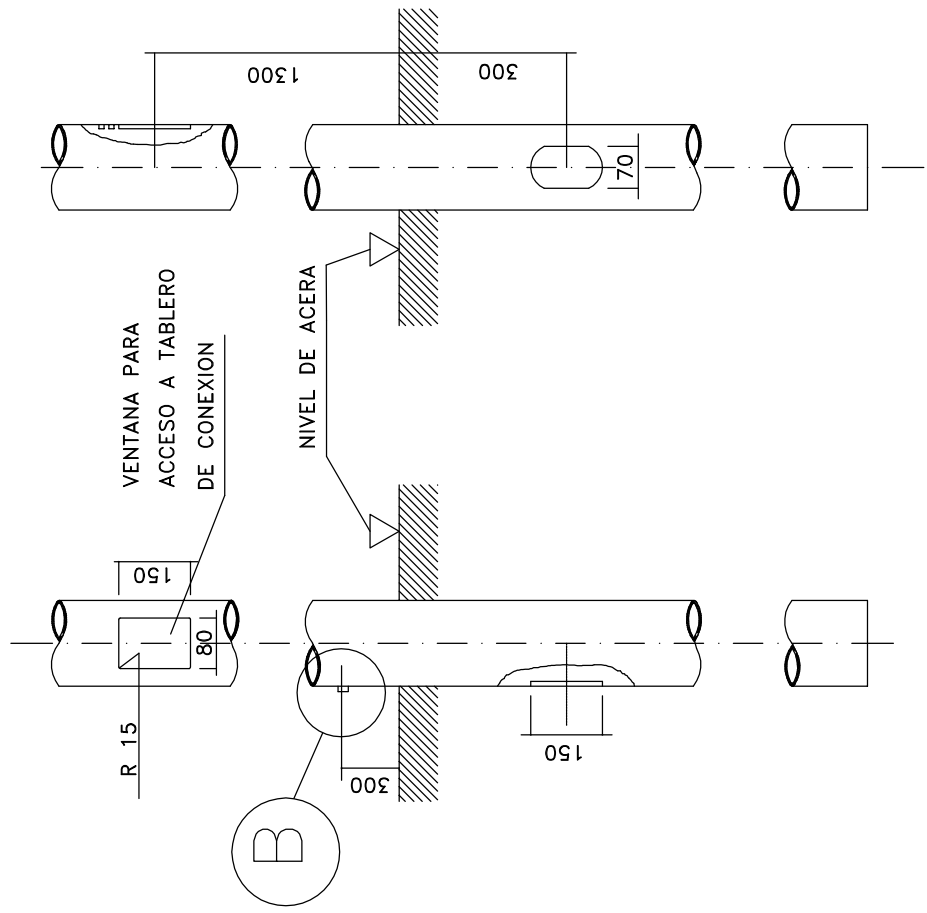 1300
300
70
VENTANA PARA
ACCESO A TABLERO
DE CONEXION
NIVEL DE ACERA
150
80
R 15
300
150
B